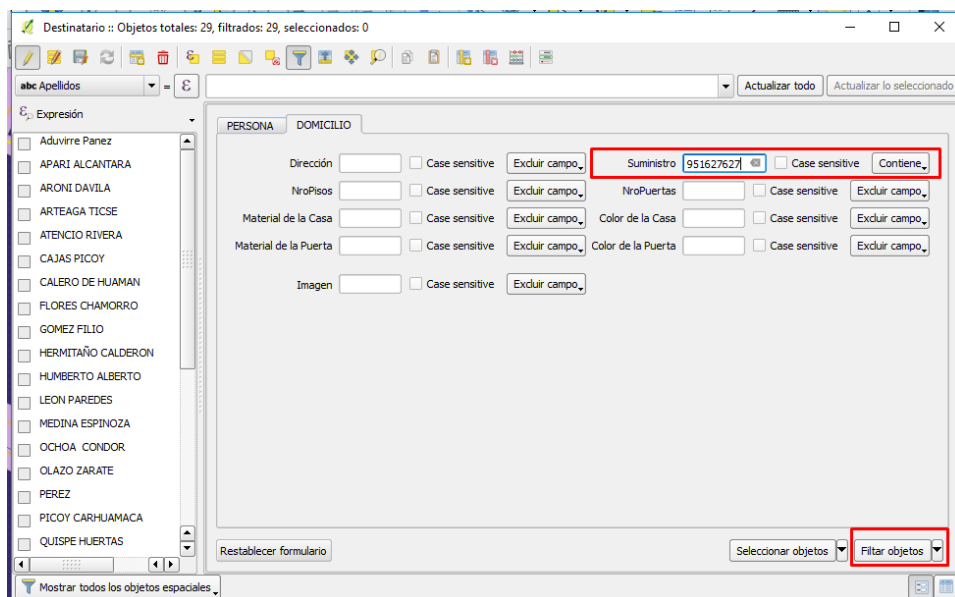 Destinatario :: Objetos totales: 29, filtrados: 29, seleccionados: 0
abc Apellidos = ε Actualizar todo Actualizar lo seleccionado
Expresión
Aduvirre Panez
APARI ALCANTARA
ARONI DAVILA
ARTEAGA TICSE
ATENCIO RIVERA
CAJAS PICOY
CALERO DE HUAMAN
FLORES CHAMORRO
GOMEZ FILIO
HERMITAÑO CALDERON
HUMBERTO ALBERTO
LEON PAREDES
MEDINA ESPINOZA
OCHOA CONDOR
OLAZO ZARATE
PEREZ
PICOY CARHUAMACA
QUISPE HUERTAS
PERSONA DOMICILIO
Dirección Case sensitive Excluir campo Suministro 951627627 Case sensitive Contiene
NroPisos Case sensitive Excluir campo NroPuertas Case sensitive Excluir campo
Material de la Casa Case sensitive Excluir campo Color de la Casa Case sensitive Excluir campo
Material de la Puerta Case sensitive Excluir campo Color de la Puerta Case sensitive Excluir campo
Imagen Case sensitive Excluir campo
Restablecer formulario Seleccionar objetos Filtar objetos
Mostrar todos los objetos espaciales